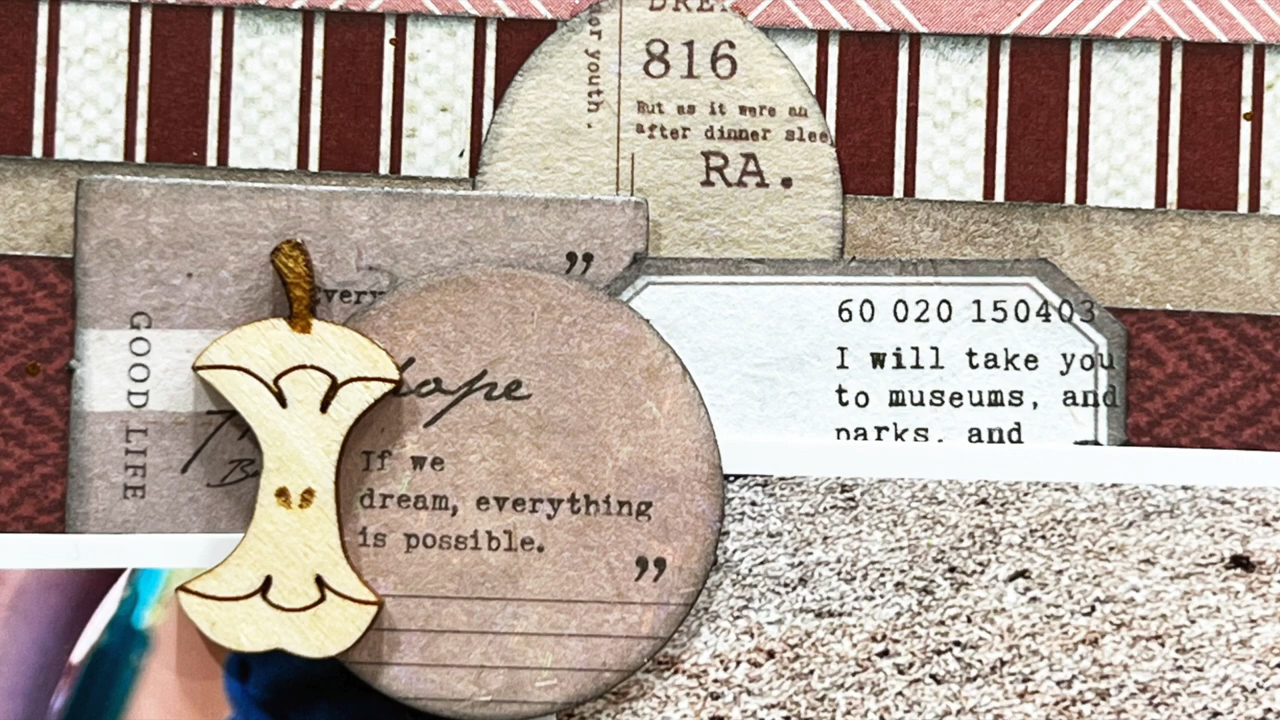 or youth.
816
But as it were an
after dinner
RA.
”
GOOD LIFE
60 020 150403
I will take you
to museums, and
parks, and
hope
If we
dream, everything
is possible.
”